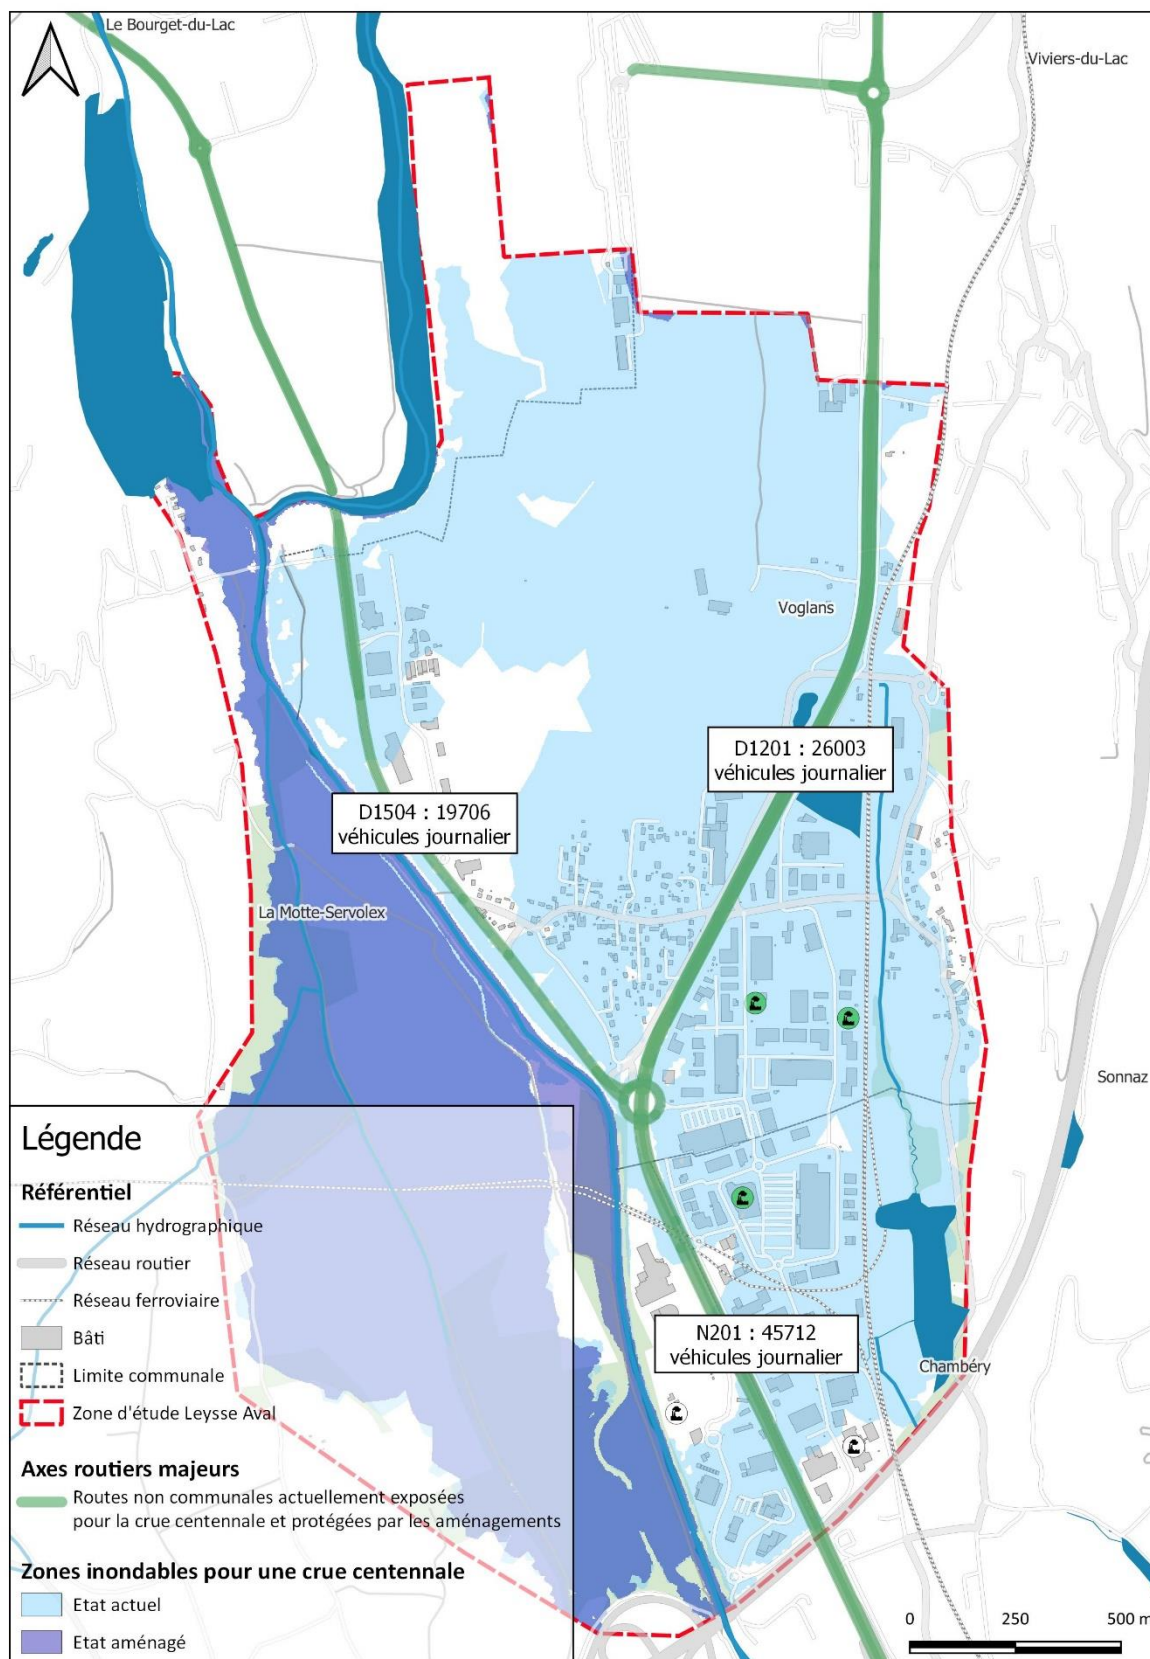 Le Bourget-du-Lac
Viviers-du-Lac
Voglans
D1201 : 26003
véhicules journalier
D1504 : 19706
véhicules journalier
La Motte-Servolex
Sonnaz
N201 : 45712
véhicules journalier
Chambéry
Légende
Référentiel
Réseau hydrographique
Réseau routier
Réseau ferroviaire
Bâti
Limite communale
Zone d'étude Leysse Aval
Axes routiers majeurs
Routes non communales actuellement exposées
pour la crue centennale et protégées par les aménagements
Zones inondables pour une crue centennale
Etat actuel
Etat aménagé
0 250 500 m